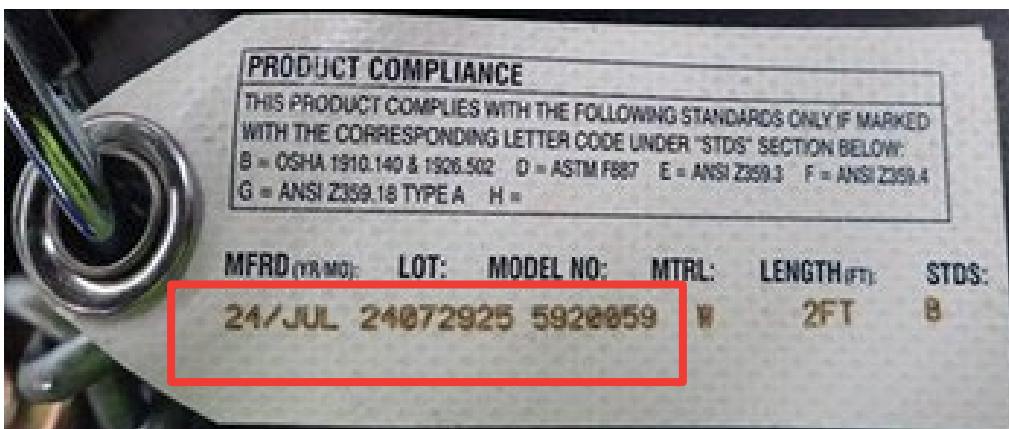 PRODUCT COMPLIANCE
THIS PRODUCT COMPLIES WITH THE FOLLOWING STANDARDS ONLY IF MARKED
WITH THE CORRESPONDING LETTER CODE UNDER "STDS" SECTION BELOW:
B = OSHA 1910.140 & 1926.502 D = ASTM F887 E = ANSI Z359.3 F = ANSI Z359.4
G = ANSI Z359.18 TYPE A H =
MFRD (YR/MO): LOT: MODEL NO: MTRL: LENGTH (FT): STDS:
24/JUL 24072925 5920059 W 2FT B